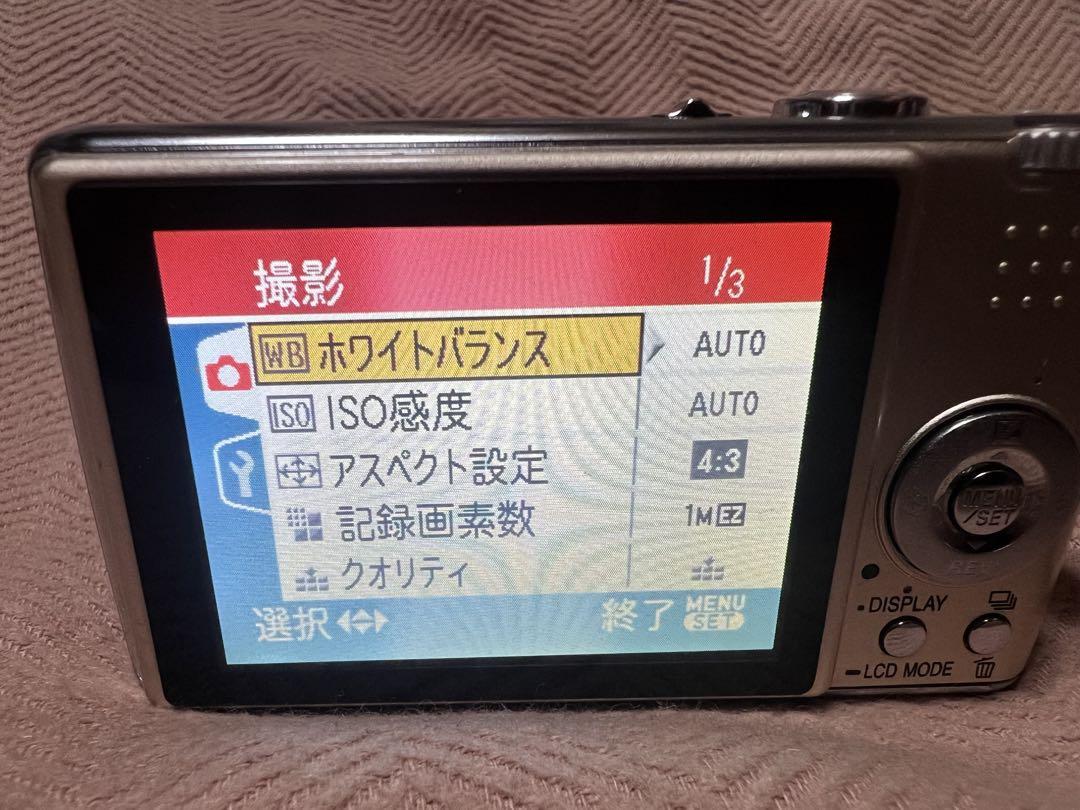 撮影 1/3
WB ホワイトバランス AUTO
ISO ISO感度 AUTO
アスペクト設定 4:3
記録画素数 1M EZ
クオリティ
選択 終了 MENU SET
MENU
/SET
DISPLAY
LCD MODE